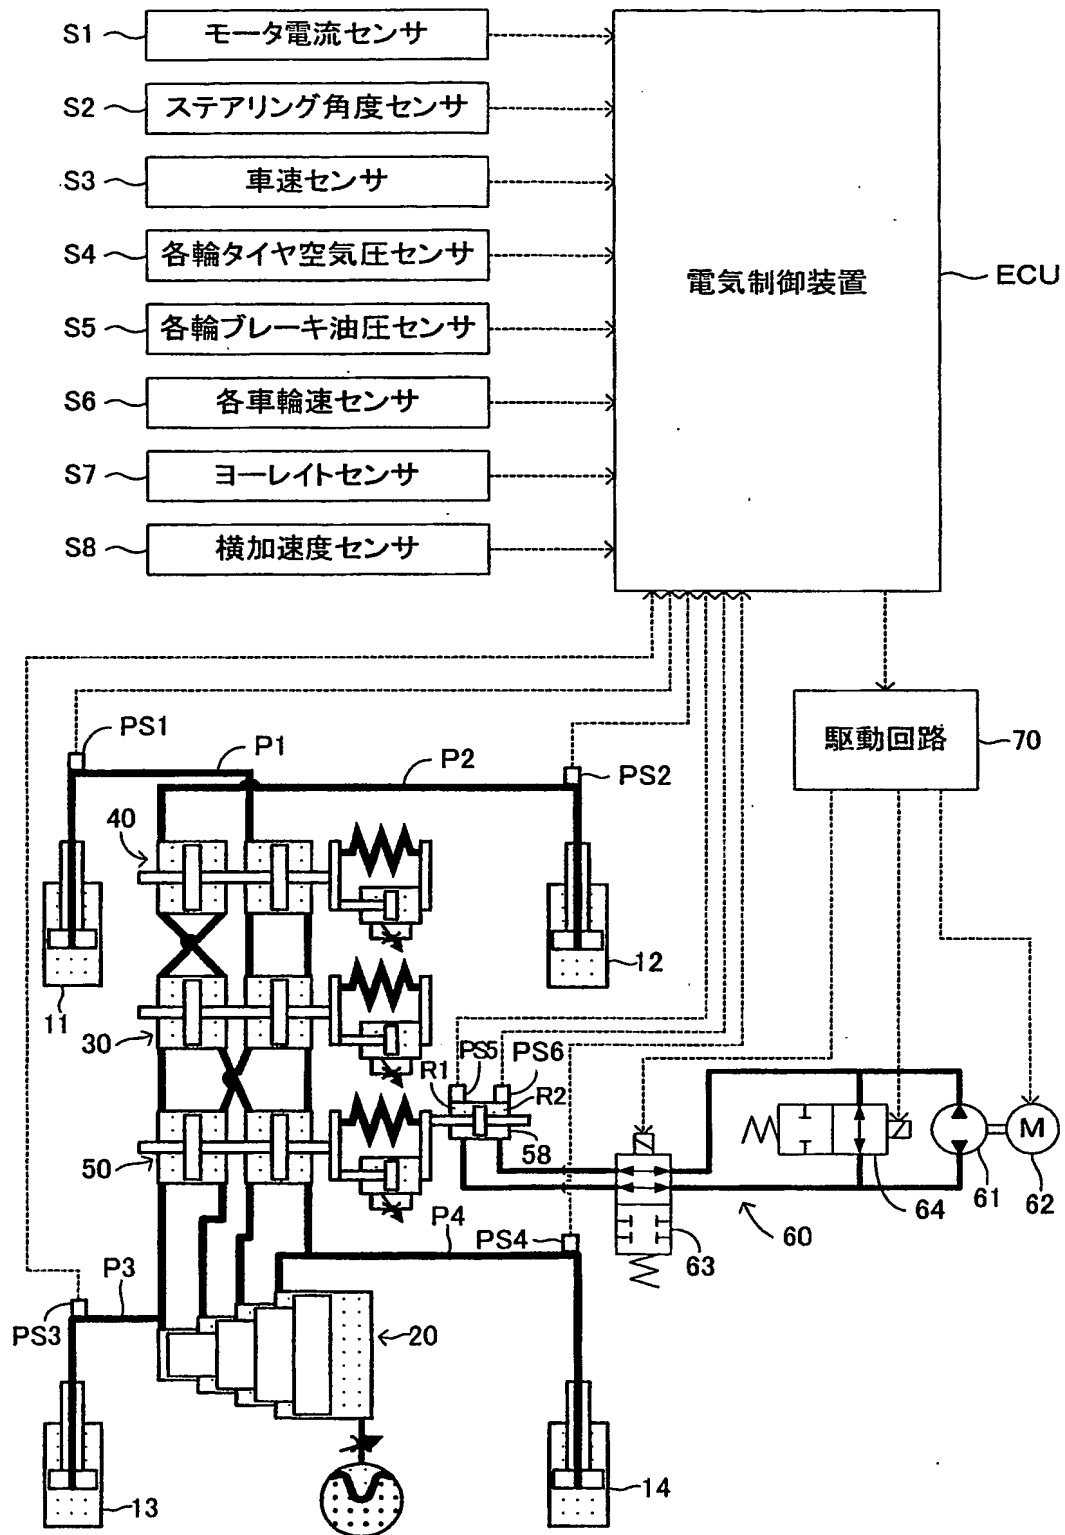 S1 モータ電流センサ
S2 ステアリング角度センサ
S3 車速センサ
S4 各輪タイヤ空気圧センサ
S5 各輪ブレーキ油圧センサ
S6 各車輪速センサ
S7 ヨーレイトセンサ
S8 横加速度センサ
電気制御装置
ECU
駆動回路
70
PS1
P1
P2
PS2
40
11
12
30
PS5
PS6
R1
R2
58
50
M
61
62
64
60
63
P4
PS4
P3
PS3
20
13
14